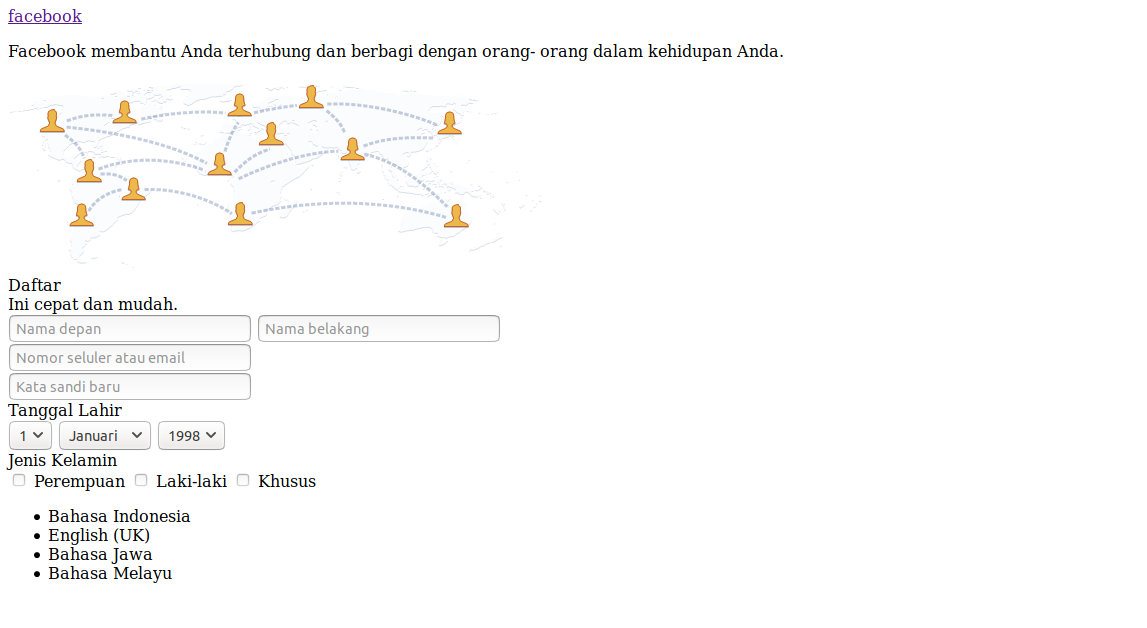 facebook
Facebook membantu Anda terhubung dan berbagi dengan orang- orang dalam kehidupan Anda.
Daftar
Ini cepat dan mudah.
Nama depan Nama belakang
Nomor seluler atau email
Kata sandi baru
Tanggal Lahir
1 Januari 1998
Jenis Kelamin
Perempuan Laki-laki Khusus
Bahasa Indonesia
English (UK)
Bahasa Jawa
Bahasa Melayu